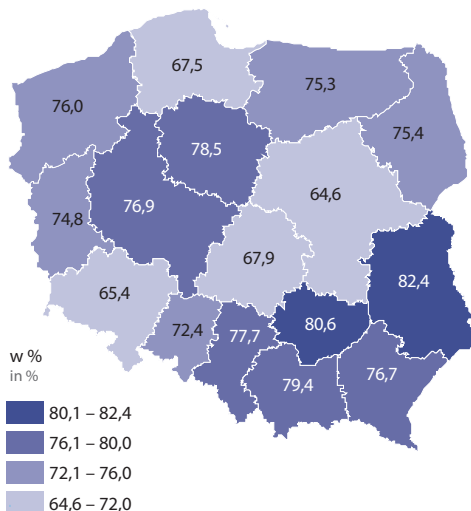 67,5
75,3
76,0
75,4
78,5
76,9
64,6
74,8
67,9
82,4
65,4
80,6
72,4
77,7
76,7
79,4
w %
in %
80,1 – 82,4
76,1 – 80,0
72,1 – 76,0
64,6 – 72,0